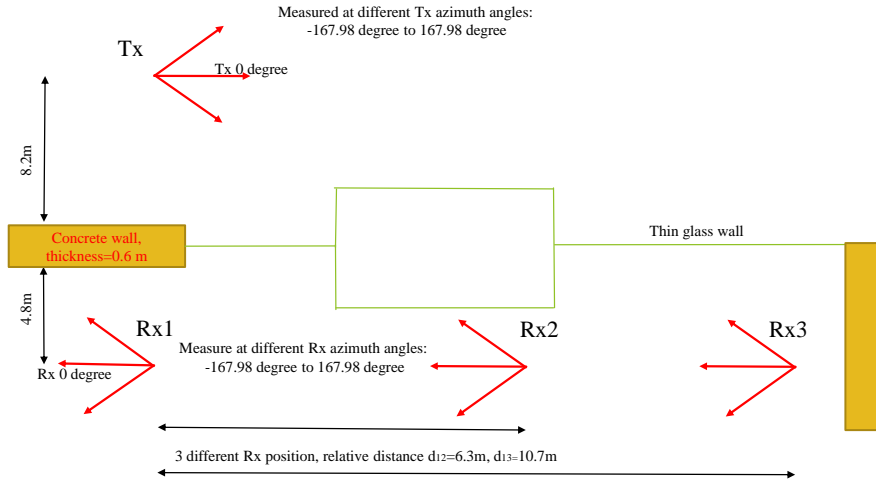 Measured at different Tx azimuth angles:
-167.98 degree to 167.98 degree
Tx
Tx 0 degree
8.2m
Concrete wall,
thickness=0.6 m
Thin glass wall
4.8m
Rx1
Rx2
Rx3
Measure at different Rx azimuth angles:
-167.98 degree to 167.98 degree
Rx 0 degree
3 different Rx position, relative distance d12=6.3m, d13=10.7m